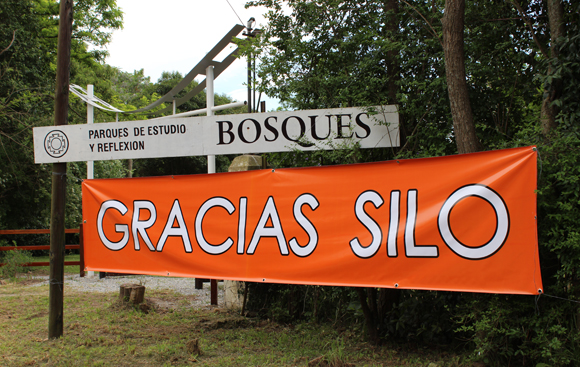 PARQUES DE ESTUDIO
Y REFLEXION
BOSQUES
GRACIAS SILO